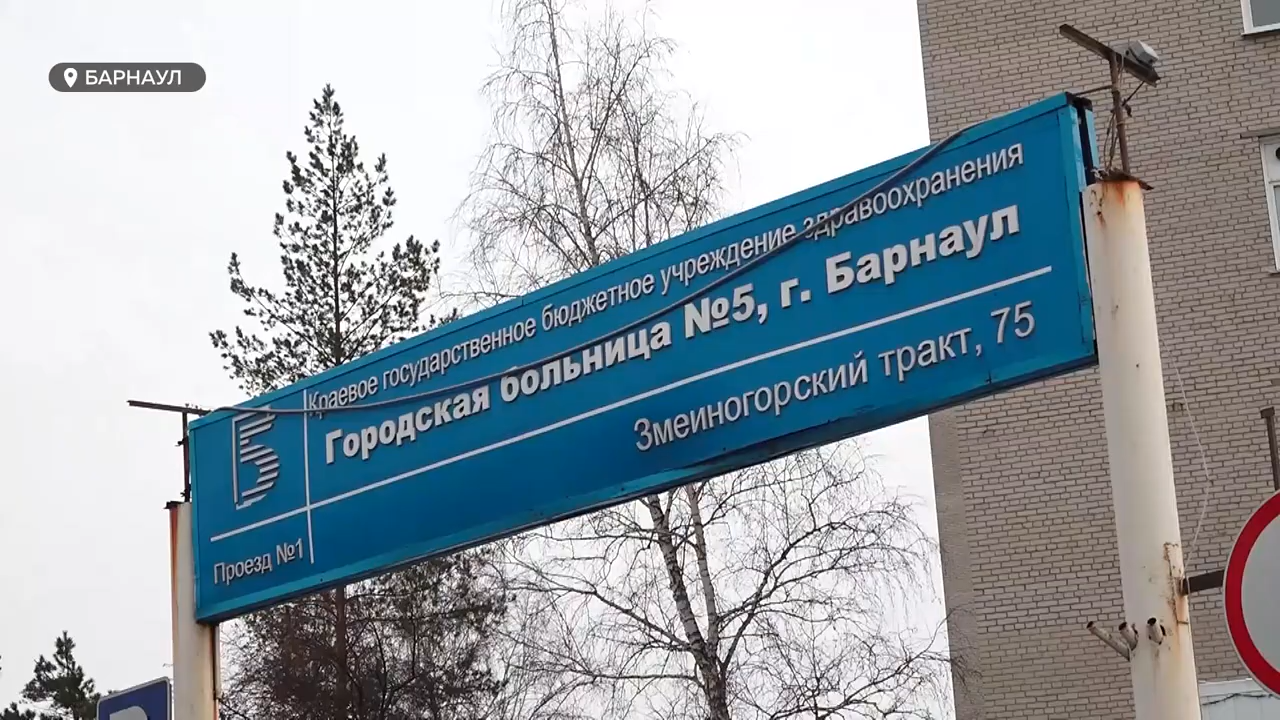 БАРНАУЛ
Краевое государственное бюджетное учреждение здравоохранения
Городская больница №5, г. Барнаул
Змеиногорский тракт, 75
Б
Проезд №1